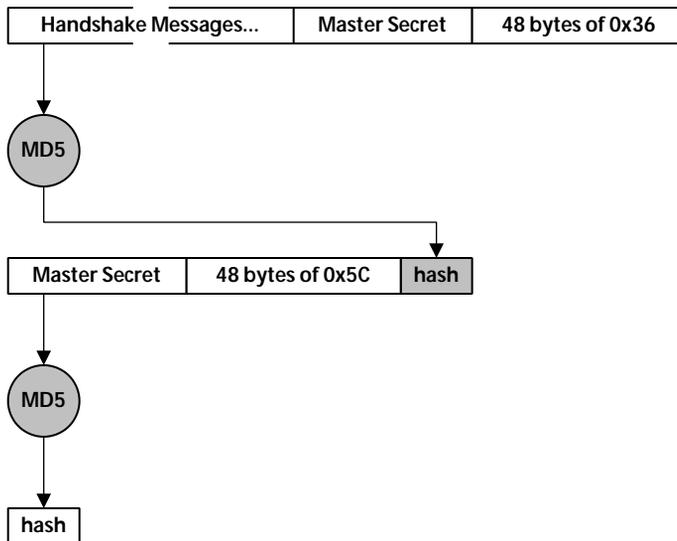 Handshake Messages... Master Secret 48 bytes of 0x36
MD5
Master Secret 48 bytes of 0x5C hash
MD5
hash